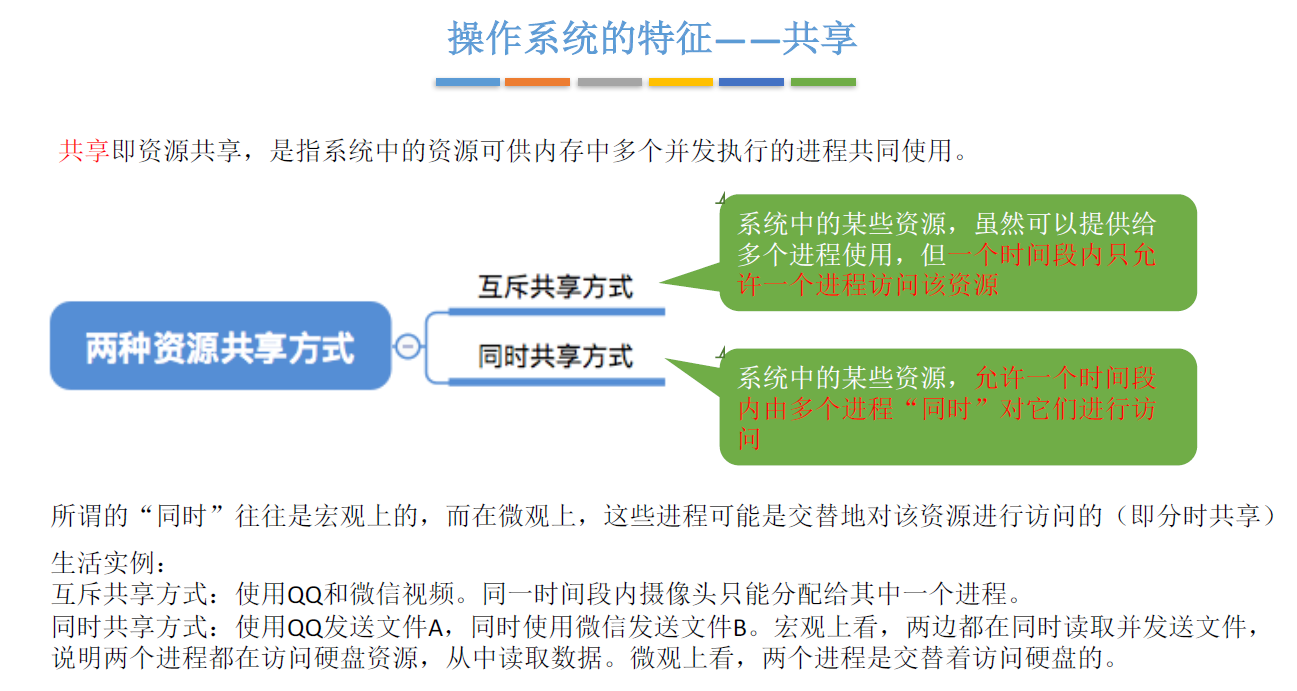 操作系统的特征——共享
共享即资源共享，是指系统中的资源可供内存中多个并发执行的进程共同使用。
系统中的某些资源，虽然可以提供给
多个进程使用，但一个时间段内只允
许一个进程访问该资源
互斥共享方式
两种资源共享方式
同时共享方式
系统中的某些资源，允许一个时间段
内由多个进程“同时”对它们进行访
问
所谓的“同时”往往是宏观上的，而在微观上，这些进程可能是交替地对该资源进行访问的（即分时共享）
生活实例：
互斥共享方式：使用QQ和微信视频。同一时间段内摄像头只能分配给其中一个进程。
同时共享方式：使用QQ发送文件A，同时使用微信发送文件B。宏观上看，两边都在同时读取并发送文件，
说明两个进程都在访问硬盘资源，从中读取数据。微观上看，两个进程是交替着访问硬盘的。